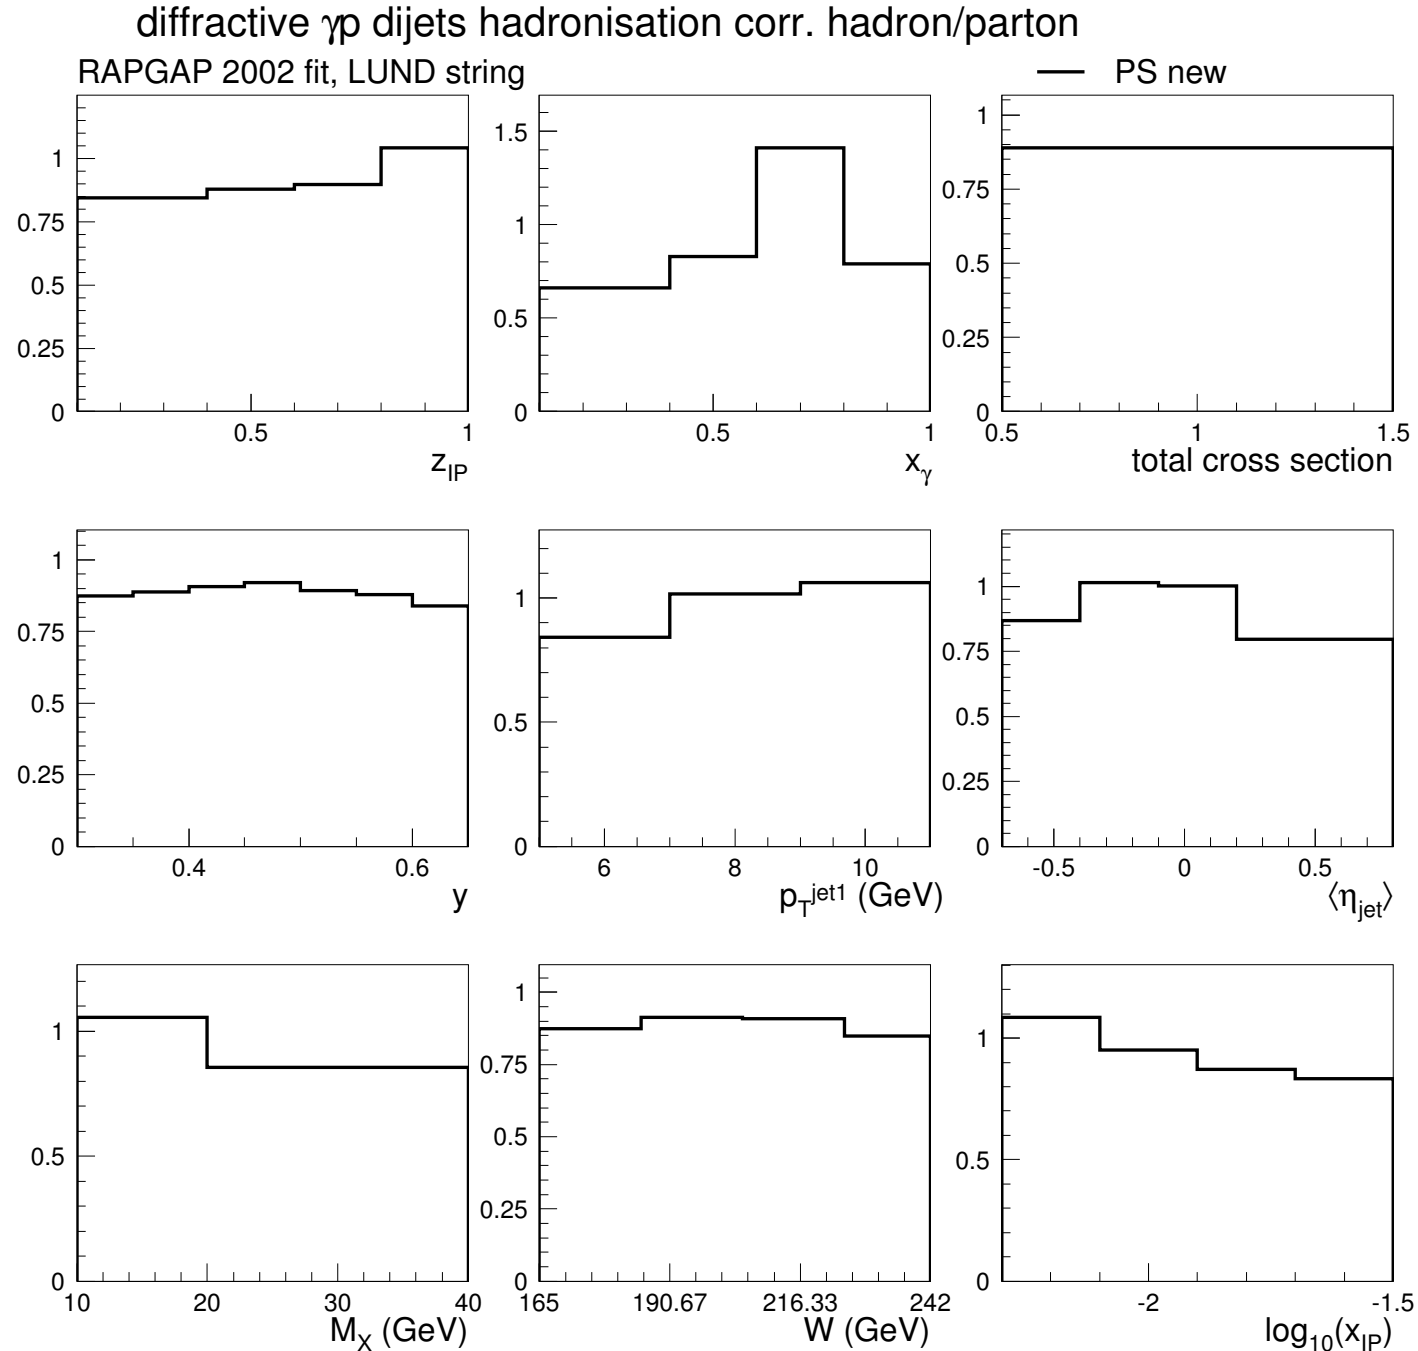 diffractive γp dijets hadronisation corr. hadron/parton
RAPGAP 2002 fit, LUND string
PS new
1
0.75
0.5
0.25
0
0.5 1
z_IP
1.5
1
0.5
0
0.5 1
x_γ
1
0.75
0.5
0.25
0
0.5 1 1.5
total cross section
1
0.75
0.5
0.25
0
0.4 0.6
y
1
0.5
0
6 8 10
p_T^jet1 (GeV)
1
0.75
0.5
0.25
0
-0.5 0 0.5
⟨η_jet⟩
1
0.5
0
10 20 30 40
M_X (GeV)
1
0.75
0.5
0.25
0
165 190.67 216.33 242
W (GeV)
1
0.5
0
-2 -1.5
log_10(x_IP)